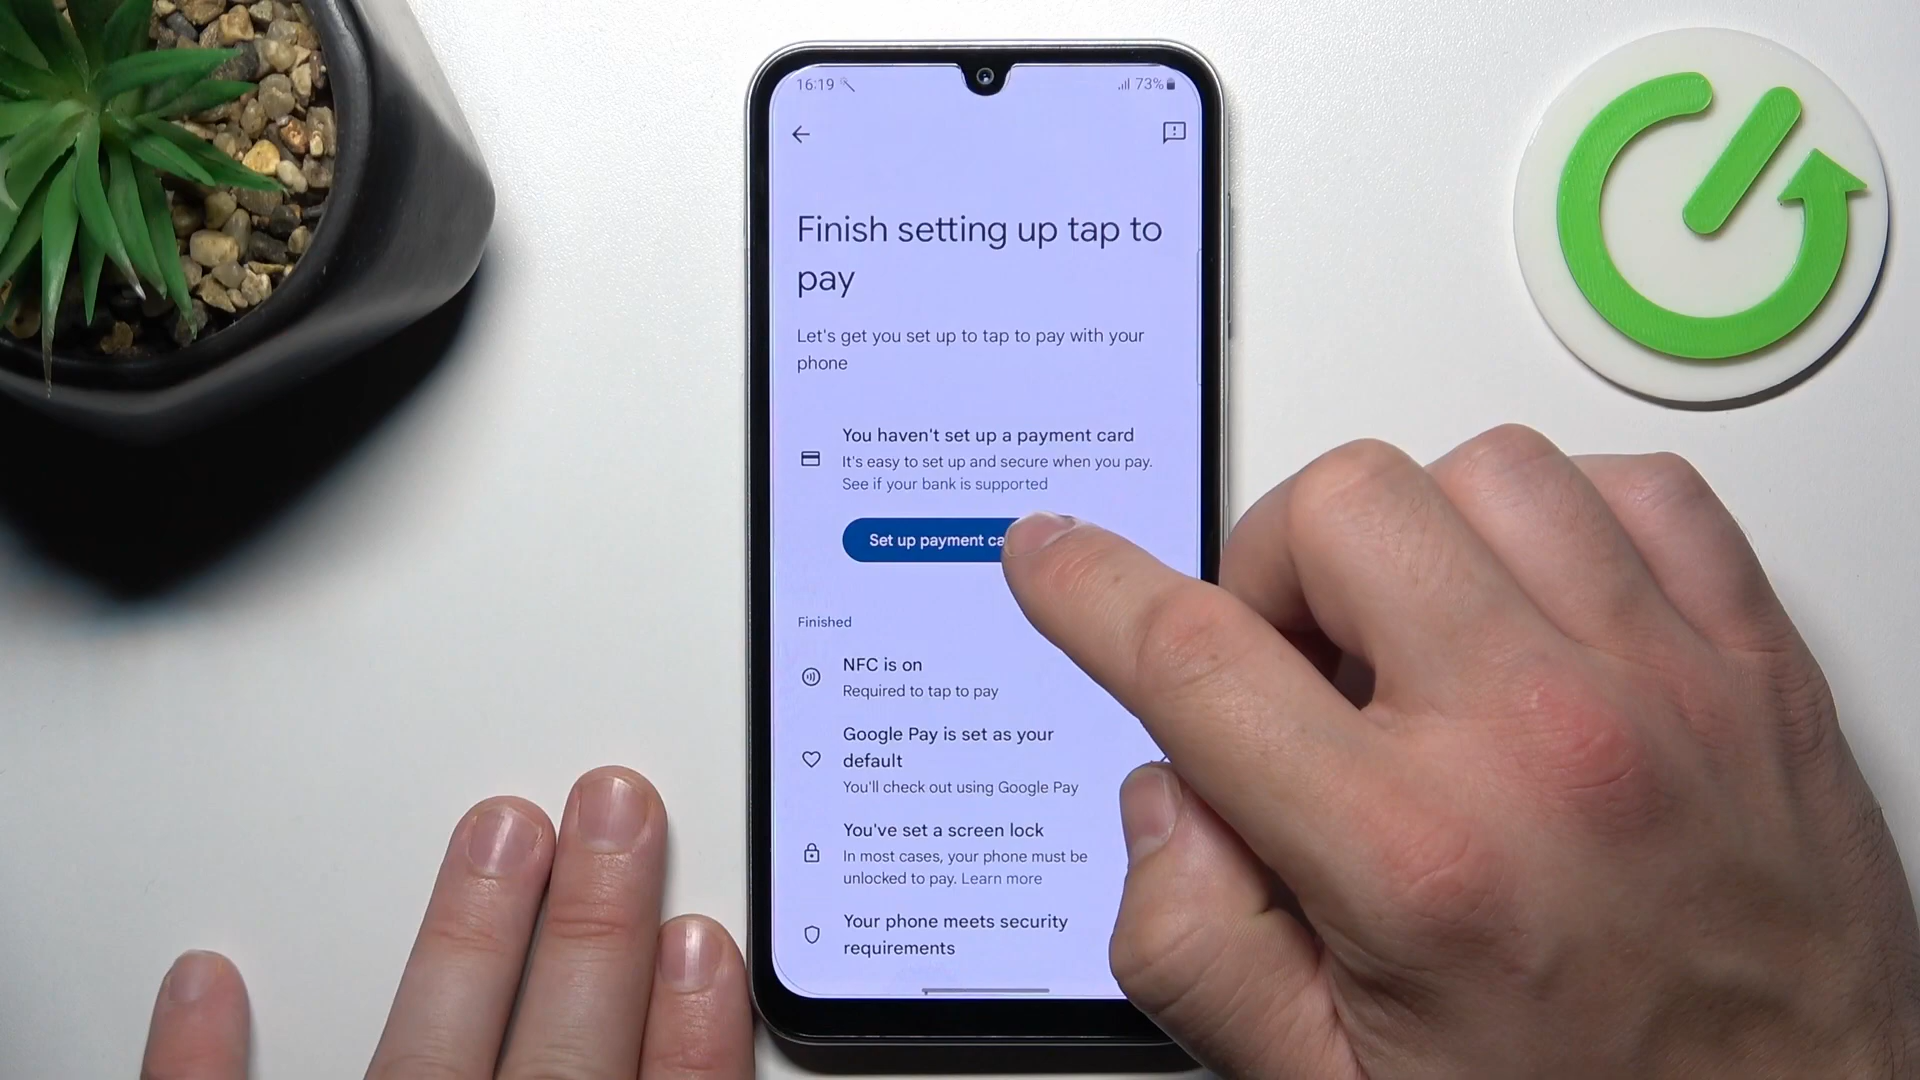 16:19
73%
Finish setting up tap to
pay
Let's get you set up to tap to pay with your
phone
You haven't set up a payment card
It's easy to set up and secure when you pay.
See if your bank is supported
Set up payment ca
Finished
NFC is on
Required to tap to pay
Google Pay is set as your
default
You'll check out using Google Pay
You've set a screen lock
In most cases, your phone must be
unlocked to pay. Learn more
Your phone meets security
requirements